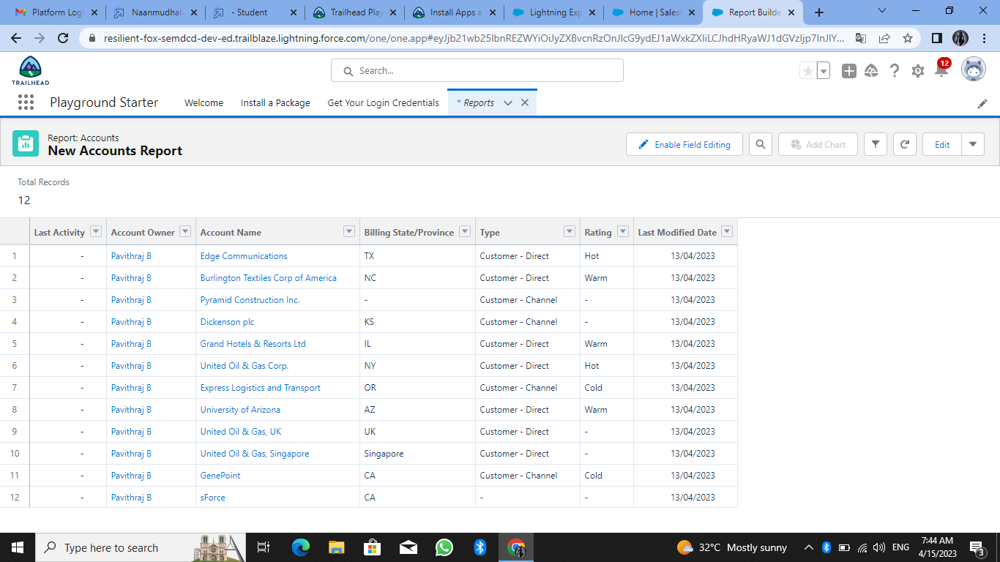 Platform Logi
Naanmudhal
- Student
Trailhead Play
Install Apps a
Lightning Exp
Home | Salesf
Report Builde
resilient-fox-semdcd-dev-ed.trailblaze.lightning.force.com/one/one.app#
TRAILHEAD
Search...
12
Playground Starter
Welcome
Install a Package
Get Your Login Credentials
* Reports
Report: Accounts
New Accounts Report
Enable Field Editing
Add Chart
Edit
Total Records
12
Last Activity Account Owner Account Name Billing State/Province Type Rating Last Modified Date
1 - Pavithraj B Edge Communications TX Customer - Direct Hot 13/04/2023
2 - Pavithraj B Burlington Textiles Corp of America NC Customer - Direct Warm 13/04/2023
3 - Pavithraj B Pyramid Construction Inc. - Customer - Channel - 13/04/2023
4 - Pavithraj B Dickenson plc KS Customer - Channel - 13/04/2023
5 - Pavithraj B Grand Hotels & Resorts Ltd IL Customer - Direct Warm 13/04/2023
6 - Pavithraj B United Oil & Gas Corp. NY Customer - Direct Hot 13/04/2023
7 - Pavithraj B Express Logistics and Transport OR Customer - Channel Cold 13/04/2023
8 - Pavithraj B University of Arizona AZ Customer - Direct Warm 13/04/2023
9 - Pavithraj B United Oil & Gas, UK UK Customer - Direct - 13/04/2023
10 - Pavithraj B United Oil & Gas, Singapore Singapore Customer - Direct - 13/04/2023
11 - Pavithraj B GenePoint CA Customer - Channel Cold 13/04/2023
12 - Pavithraj B sForce CA - - 13/04/2023
Type here to search
32°C Mostly sunny
ENG
7:44 AM
4/15/2023
3